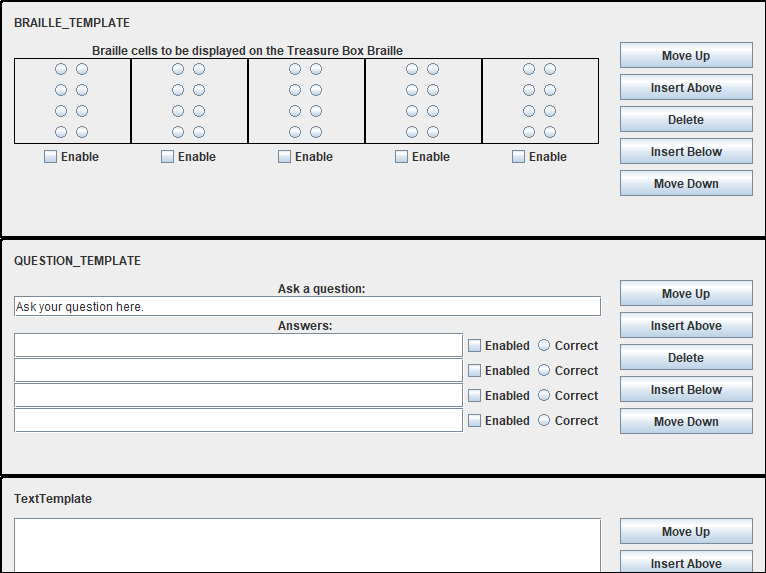 BRAILLE_TEMPLATE
Braille cells to be displayed on the Treasure Box Braille
Enable Enable Enable Enable Enable
Move Up
Insert Above
Delete
Insert Below
Move Down
QUESTION_TEMPLATE
Ask a question:
Ask your question here.
Answers:
Enabled Correct
Enabled Correct
Enabled Correct
Enabled Correct
Move Up
Insert Above
Delete
Insert Below
Move Down
TextTemplate
Move Up
Insert Above